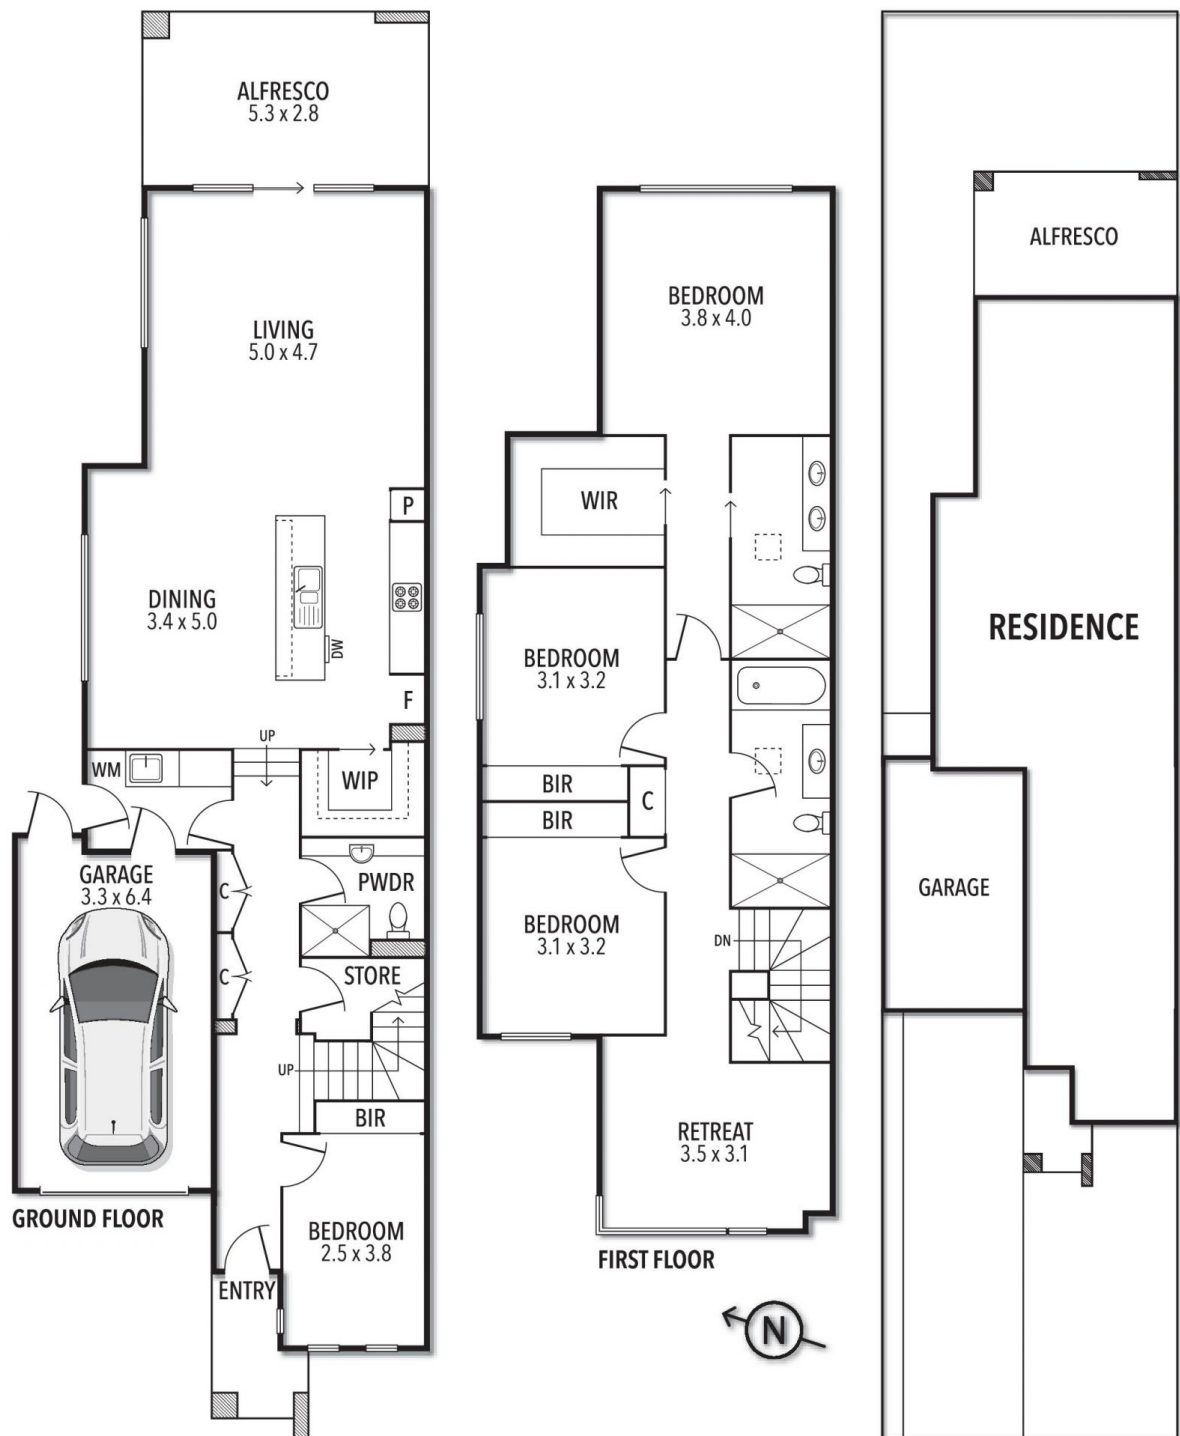 ALFRESCO
5.3 x 2.8
LIVING
5.0 x 4.7
P
DINING
3.4 x 5.0
DW
F
UP
WM
WIP
GARAGE
3.3 x 6.4
C
PWDR
C
STORE
UP
BIR
GROUND FLOOR
BEDROOM
2.5 x 3.8
ENTRY
BEDROOM
3.8 x 4.0
WIR
BEDROOM
3.1 x 3.2
BIR
C
BIR
BEDROOM
3.1 x 3.2
DN
RETREAT
3.5 x 3.1
FIRST FLOOR
N
ALFRESCO
RESIDENCE
GARAGE